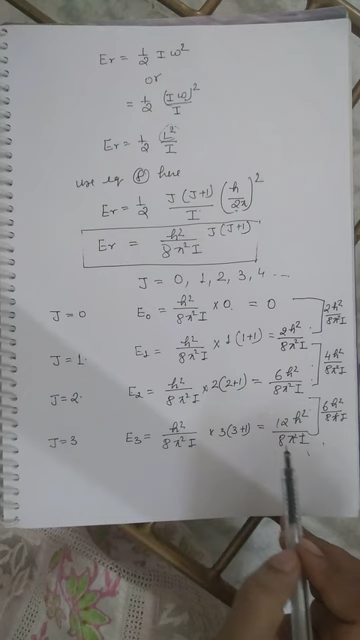 Er = 1/2 I ω²
or
= 1/2 (Iω)²/I
Er = 1/2 L²/I
use eq ⑧ here
Er = 1/2 J(J+1)/I (h/2π)²
Er = h²/8π²I J(J+1)
J = 0, 1, 2, 3, 4 ...
J = 0 E₀ = h²/8π²I × 0 = 0
2h²/8π²I
J = 1. E₁ = h²/8π²I × 1(1+1) = 2h²/8π²I
4h²/8π²I
J = 2. E₂ = h²/8π²I × 2(2+1) = 6h²/8π²I
6h²/8π²I
J = 3 E₃ = h²/8π²I × 3(3+1) = 12h²/8π²I